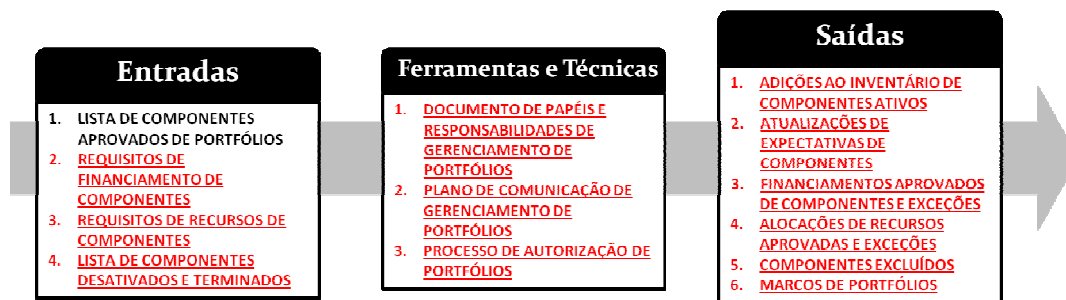 Entradas
1. LISTA DE COMPONENTES
APROVADOS DE PORTFÓLIOS
2. REQUISITOS DE
FINANCIAMENTO DE
COMPONENTES
3. REQUISITOS DE RECURSOS DE
COMPONENTES
4. LISTA DE COMPONENTES
DESATIVADOS E TERMINADOS
Ferramentas e Técnicas
1. DOCUMENTO DE PAPÉIS E
RESPONSABILIDADES DE
GERENCIAMENTO DE
PORTFÓLIOS
2. PLANO DE COMUNICAÇÃO DE
GERENCIAMENTO DE
PORTFÓLIOS
3. PROCESSO DE AUTORIZAÇÃO DE
PORTFÓLIOS
Saídas
1. ADIÇÕES AO INVENTÁRIO DE
COMPONENTES ATIVOS
2. ATUALIZAÇÕES DE
EXPECTATIVAS DE
COMPONENTES
3. FINANCIAMENTOS APROVADOS
DE COMPONENTES E EXCEÇÕES
4. ALOCAÇÕES DE RECURSOS
APROVADAS E EXCEÇÕES
5. COMPONENTES EXCLUÍDOS
6. MARCOS DE PORTFÓLIOS